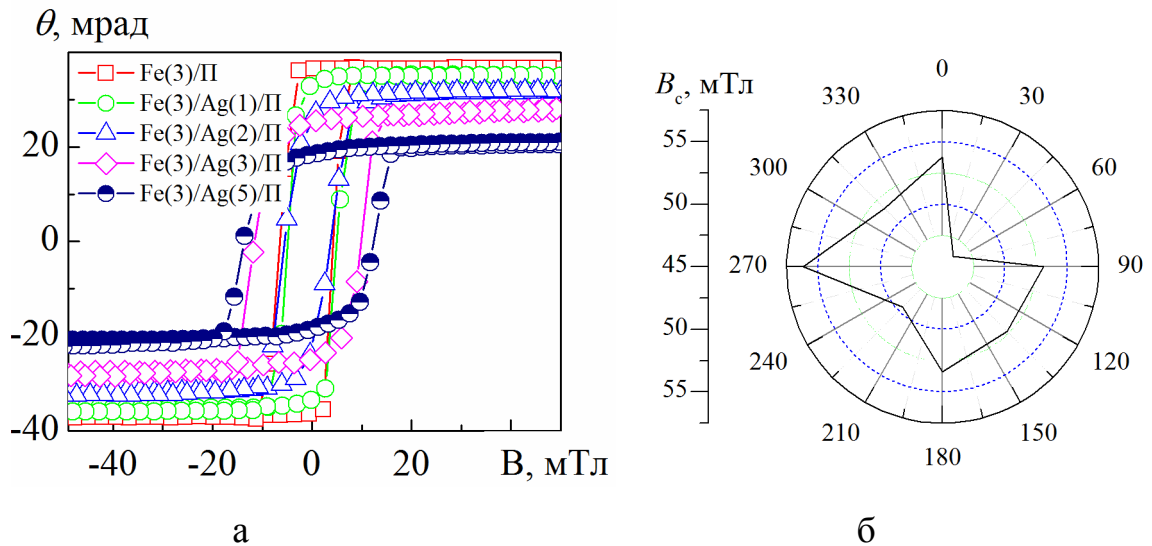 θ, мрад
Fe(3)/П
Fe(3)/Ag(1)/П
Fe(3)/Ag(2)/П
Fe(3)/Ag(3)/П
Fe(3)/Ag(5)/П
20
0
-20
-40
-40 -20 0 20
B, мТл
а
Bc, мТл
55
50
45
50
55
0
30
60
90
120
150
180
210
240
270
300
330
б